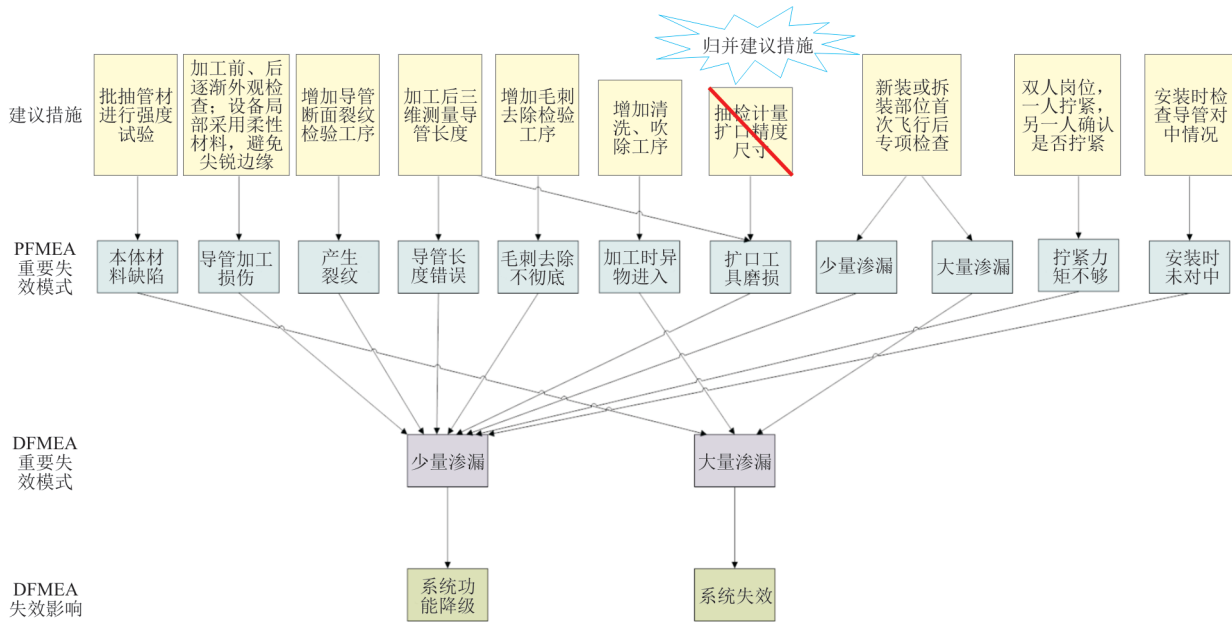 归并建议措施
建议措施
批抽管材
进行强度
试验
加工前、后
逐渐外观检
查；设备局
部采用柔性
材料，避免
尖锐边缘
增加导管
断面裂纹
检验工序
加工后三
维测量导
管长度
增加毛刺
去除检验
工序
增加清
洗、吹
除工序
抽检计量
扩口精度
尺寸
新装或拆
装部位首
次飞行后
专项检查
双人岗位，
一人拧紧，
另一人确认
是否拧紧
安装时检
查导管对
中情况
PFMEA
重要失
效模式
本体材
料缺陷
导管加工
损伤
产生
裂纹
导管长
度错误
毛刺去除
不彻底
加工时异
物进入
扩口工
具磨损
少量渗漏
大量渗漏
拧紧力
矩不够
安装时
未对中
DFMEA
重要失
效模式
少量渗漏
大量渗漏
DFMEA
失效影响
系统功
能降级
系统失效